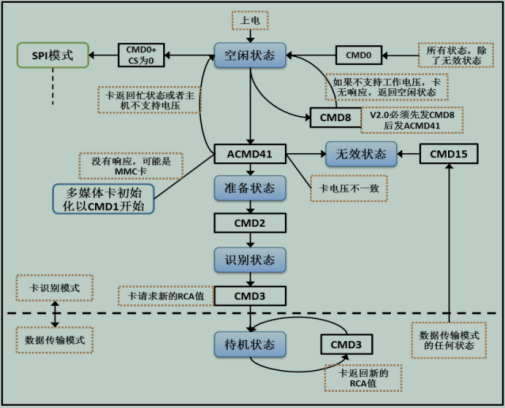 上电
SPI模式
CMD0+
CS为0
空闲状态
CMD0
所有状态，除
了无效状态
卡返回忙状态或者主
机不支持电压
如果不支持工作电压，卡
无响应，返回空闲状态
CMD8
V2.0必须先发CMD8
后发ACMD41
没有响应，可能是
MMC卡
ACMD41
无效状态
CMD15
多媒体卡初始
化以CMD1开始
准备状态
卡电压不一致
CMD2
识别状态
卡识别模式
卡请求新的RCA值
CMD3
数据传输模式
待机状态
CMD3
数据传输模式
的任何状态
卡返回新的
RCA值